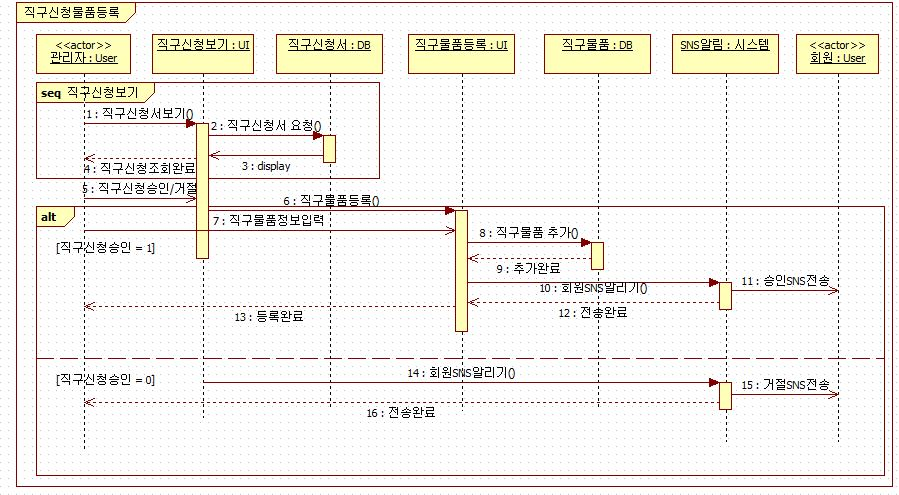 직구신청물품등록
<<actor>>
관리자 : User
직구신청보기 : UI
직구신청서 : DB
직구물품등록 : UI
직구물품 : DB
SNS알림 : 시스템
<<actor>>
회원 : User
seq 직구신청보기
1 : 직구신청서보기()
2 : 직구신청서 요청()
3 : display
4 : 직구신청조회완료
5 : 직구신청승인/거절
6 : 직구물품등록()
alt
7 : 직구물품정보입력
8 : 직구물품 추가()
[직구신청승인 = 1]
9 : 추가완료
10 : 회원SNS알리기()
11 : 승인SNS전송
12 : 전송완료
13 : 등록완료
14 : 회원SNS알리기()
[직구신청승인 = 0]
15 : 거절SNS전송
16 : 전송완료